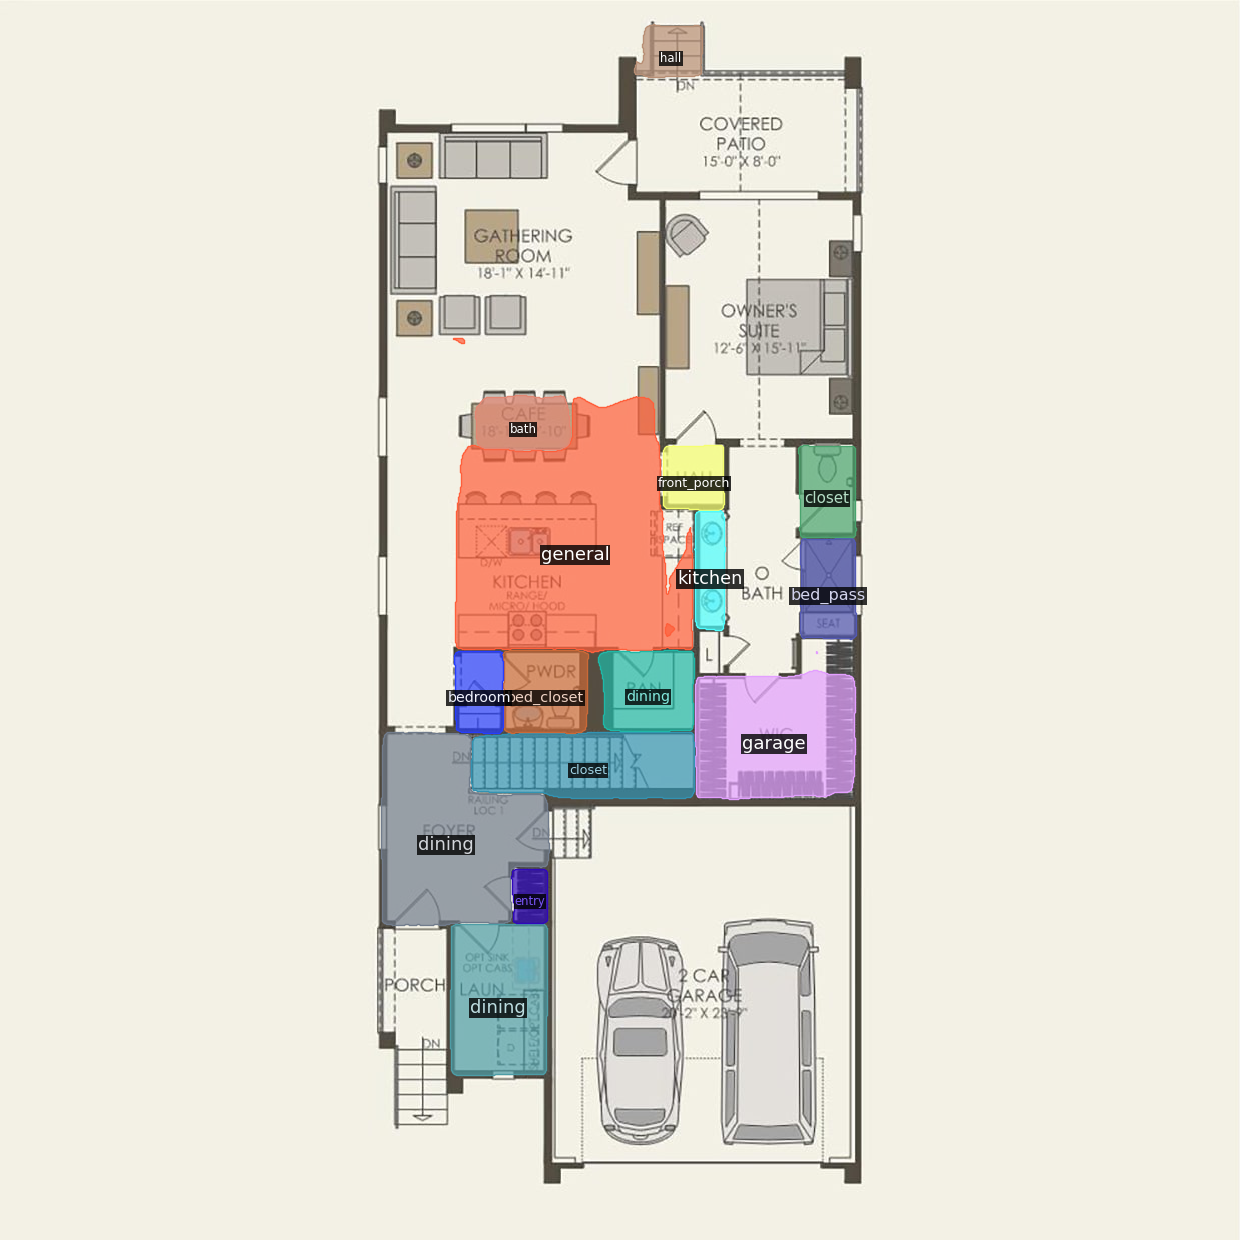 hall
DN
COVERED
PATIO
15'-0" X 8'-0"
GATHERING
ROOM
18'-1" X 14'-11"
OWNER'S
SUITE
12'-6" X 15'-11"
CAFE
bath
front_porch
closet
REF
SPACE
general
D/W
KITCHEN
RANGE/
MICRO/ HOOD
kitchen
BATH
bed_pass
SEAT
L
PWDR
bedroom
bed_closet
dining
WIC
garage
DN
closet
RAILING
LOC 1
FOYER
DN
dining
entry
OPT SINK
OPT CABS
PORCH
LAUN
dining
D
2 CAR
GARAGE
20'-2" X 23'-9"
DN